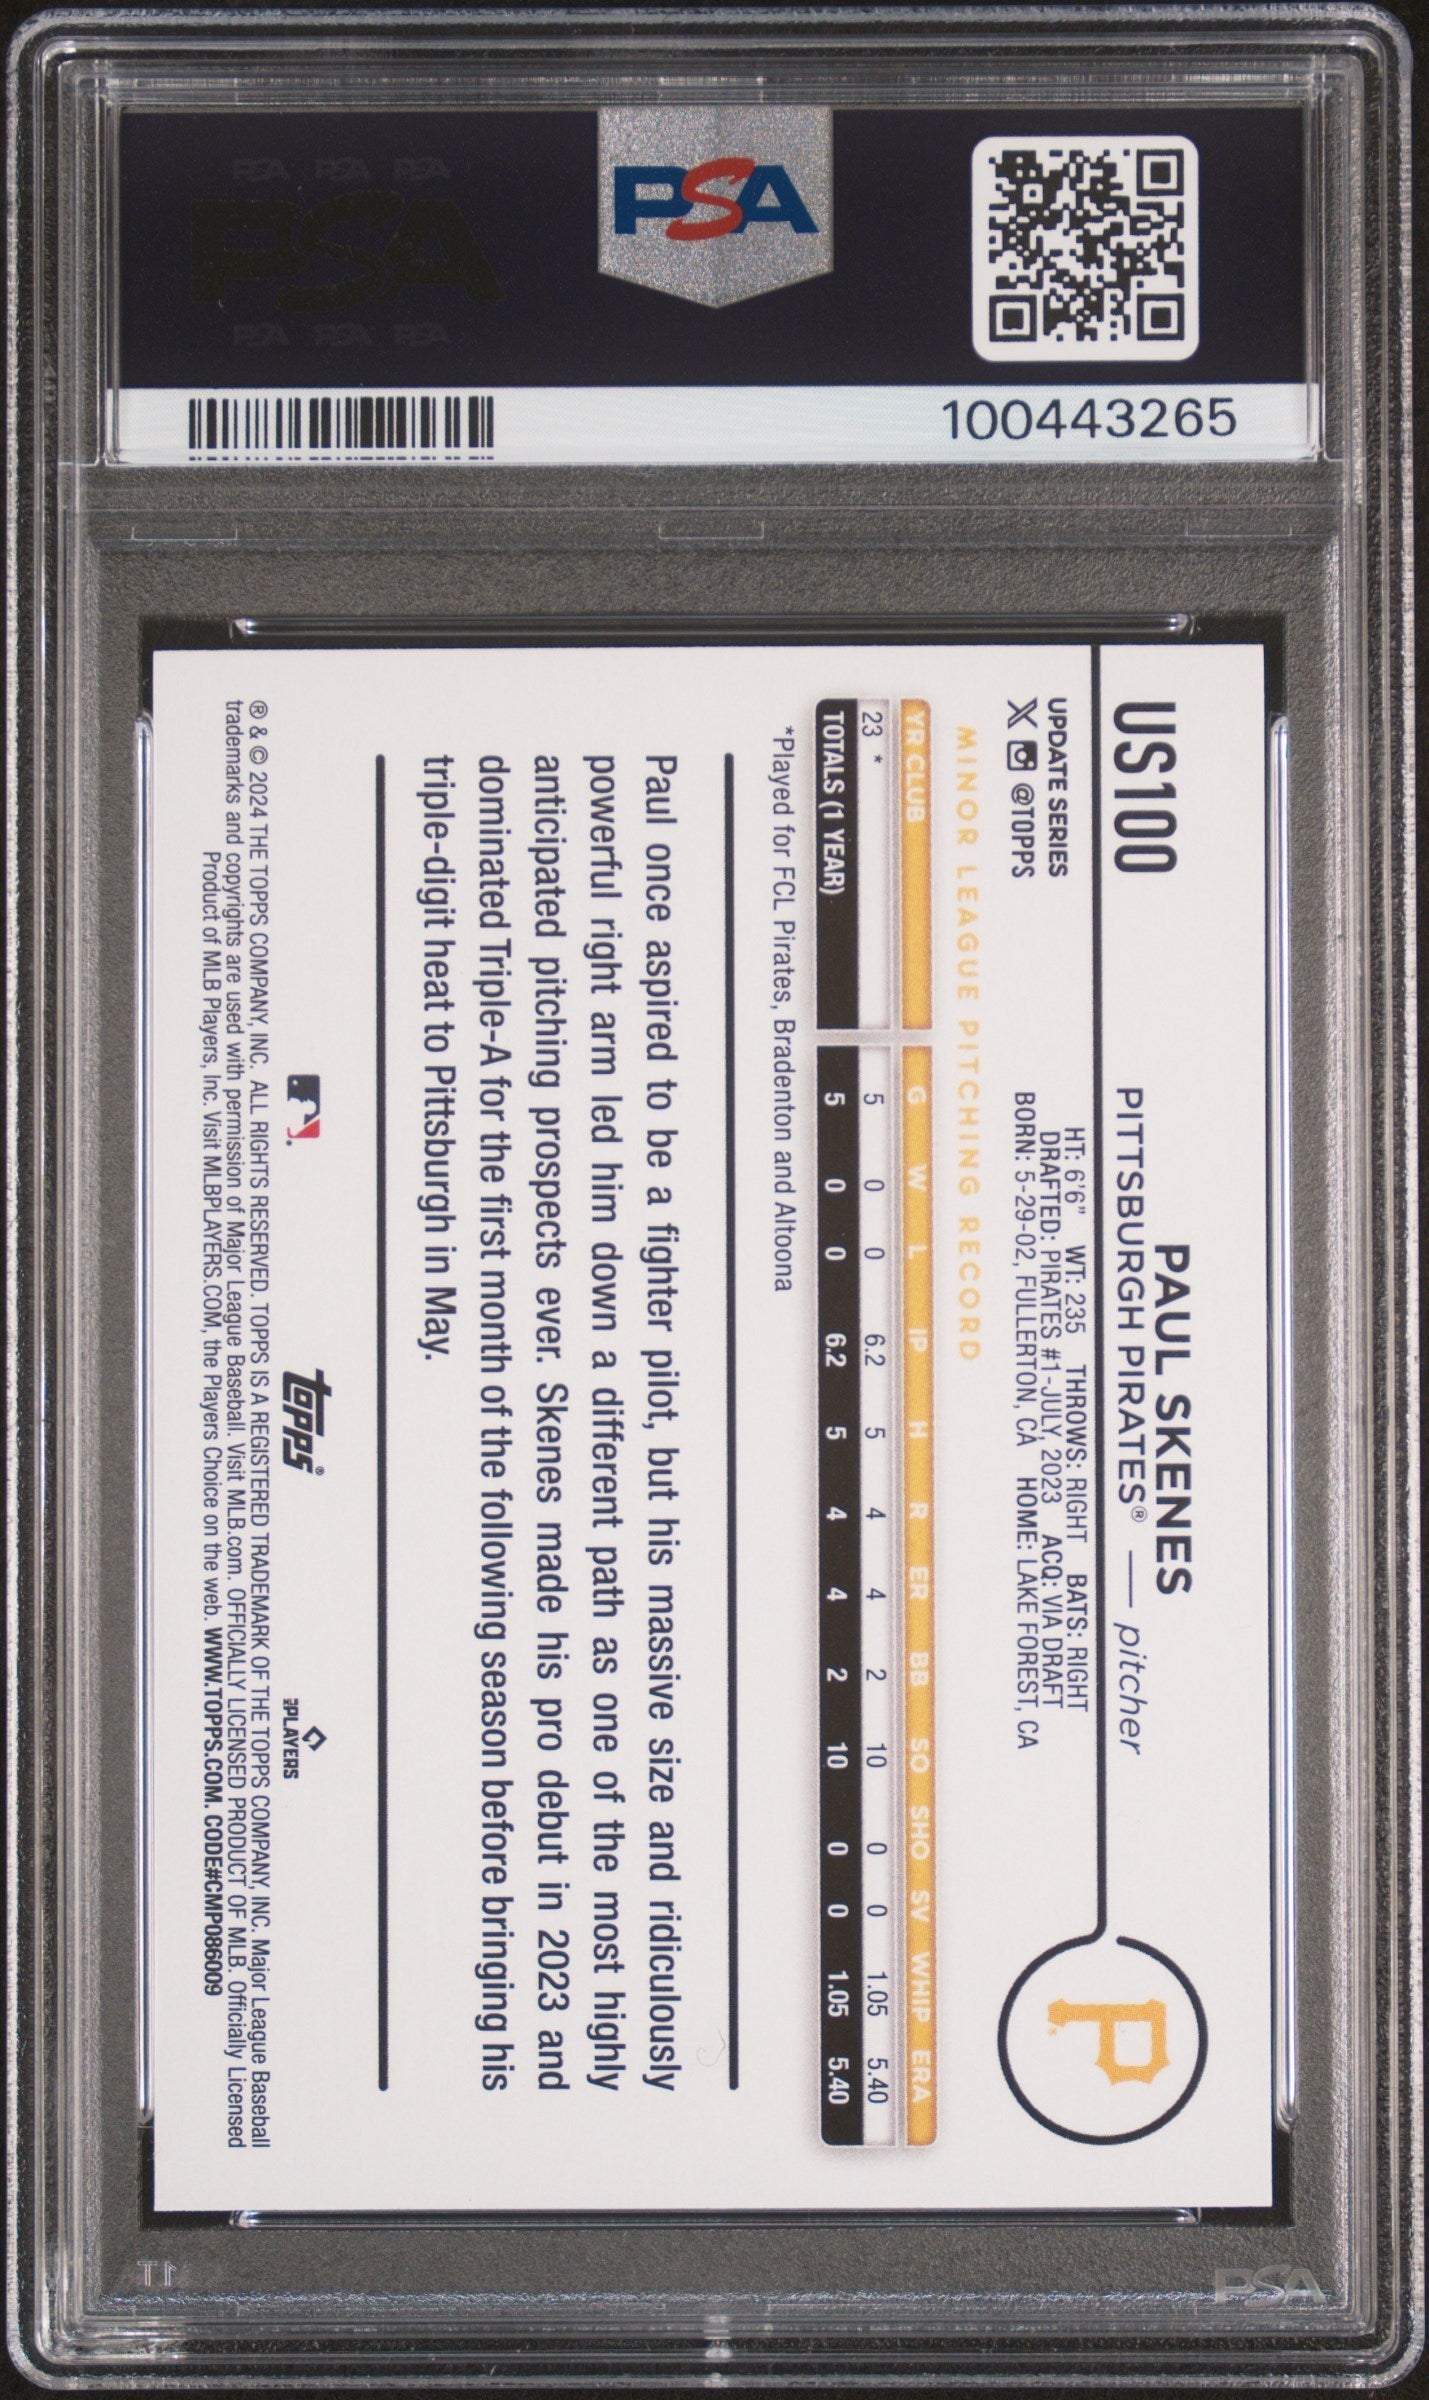 PSA PSA PSA
PSA
PSA PSA PSA
PSA
100443265
US100
UPDATE SERIES
X @TOPPS
PAUL SKENES
PITTSBURGH PIRATES® — pitcher
HT: 6'6" WT: 235 THROWS: RIGHT BATS: RIGHT
DRAFTED: PIRATES #1-JULY, 2023 ACQ: VIA DRAFT
BORN: 5-29-02, FULLERTON, CA HOME: LAKE FOREST, CA
P
MINOR LEAGUE PITCHING RECORD
YR CLUB G W L IP H R ER BB SO SHO SV WHIP ERA
23 * 5 0 0 6.2 5 4 4 2 10 0 0 1.05 5.40
TOTALS (1 YEAR) 5 0 0 6.2 5 4 4 2 10 0 0 1.05 5.40
*Played for FCL Pirates, Bradenton and Altoona
Paul once aspired to be a fighter pilot, but his massive size and ridiculously
powerful right arm led him down a different path as one of the most highly
anticipated pitching prospects ever. Skenes made his pro debut in 2023 and
dominated Triple-A for the first month of the following season before bringing his
triple-digit heat to Pittsburgh in May.
topps®
PLAYERS
® & © 2024 THE TOPPS COMPANY, INC. ALL RIGHTS RESERVED. TOPPS IS A REGISTERED TRADEMARK OF THE TOPPS COMPANY, INC. Major League Baseball
trademarks and copyrights are used with permission of Major League Baseball. Visit MLB.com. OFFICIALLY LICENSED PRODUCT OF MLB. Officially Licensed
Product of MLB Players, Inc. Visit MLBPLAYERS.COM, the Players Choice on the web. WWW.TOPPS.COM. CODE#CMP086009
PSA